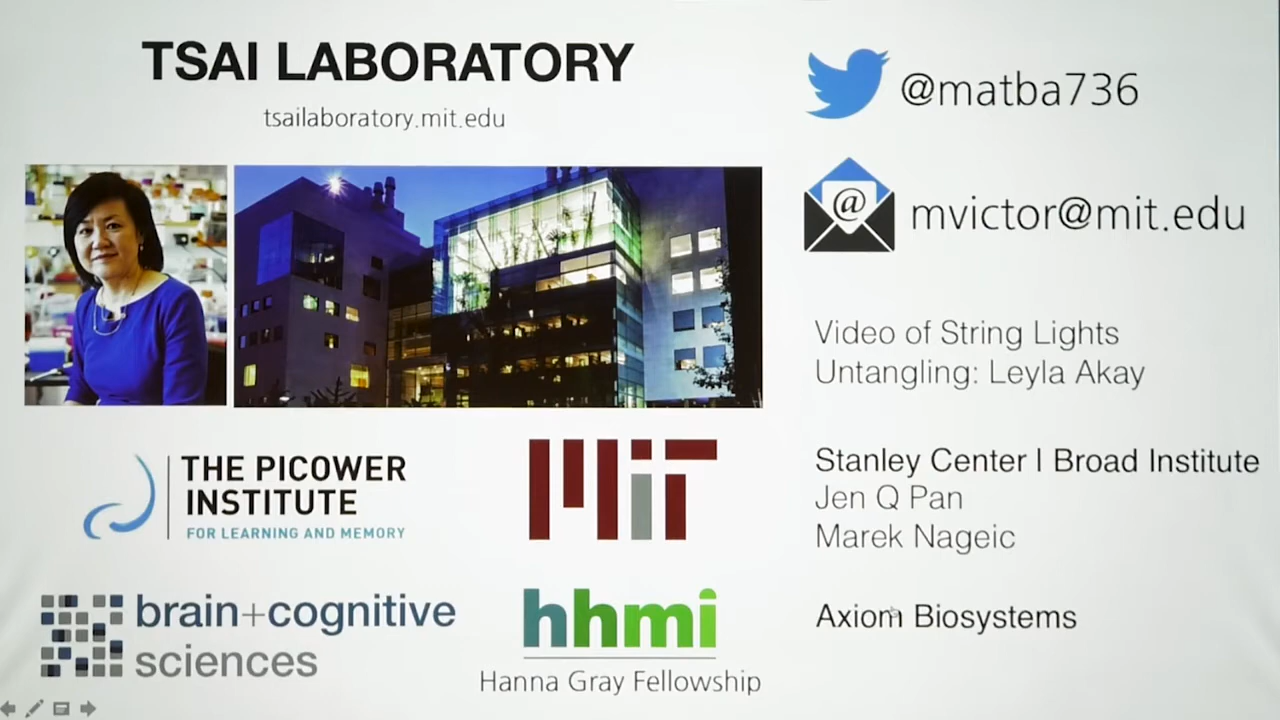 TSAI LABORATORY
tsailaboratory.mit.edu
@matba736
@
mvictor@mit.edu
Video of String Lights
Untangling: Leyla Akay
THE PICOWER
INSTITUTE
FOR LEARNING AND MEMORY
MIT
Stanley Center | Broad Institute
Jen Q Pan
Marek Nageic
brain+cognitive
sciences
hhmi
Hanna Gray Fellowship
Axiom Biosystems